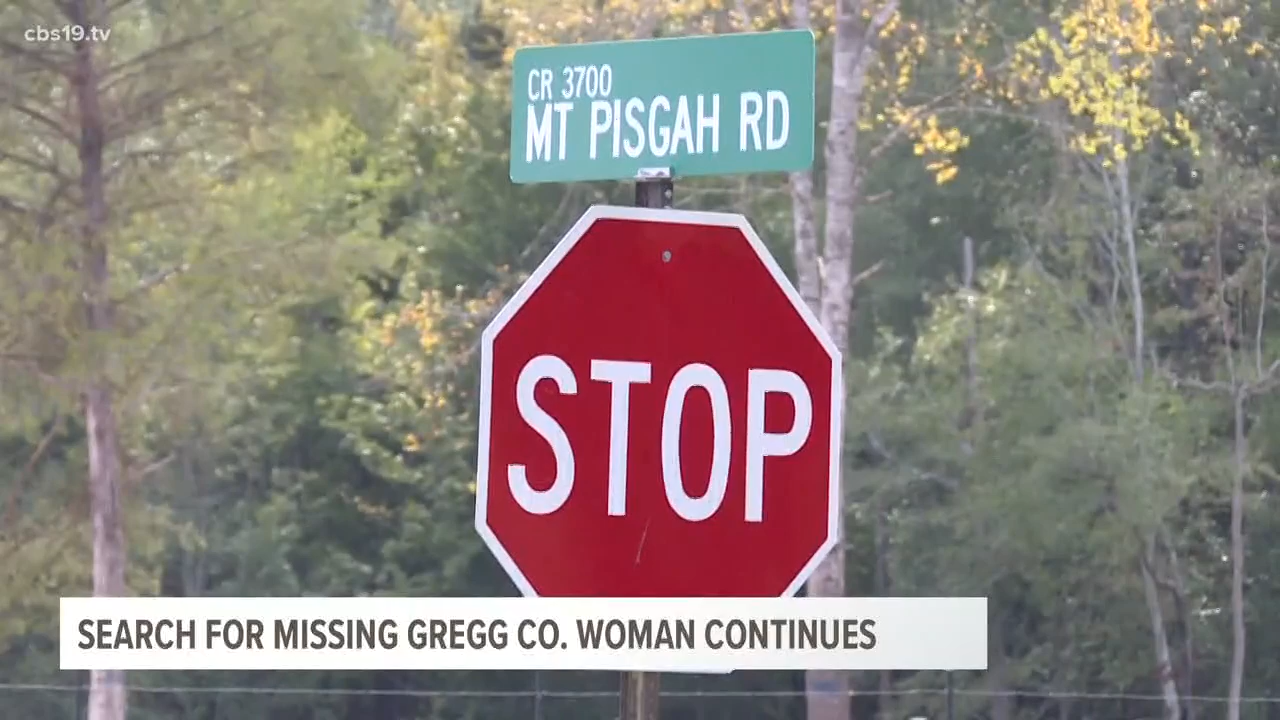 cbs19.tv
CR 3700
MT PISGAH RD
STOP
SEARCH FOR MISSING GREGG CO. WOMAN CONTINUES